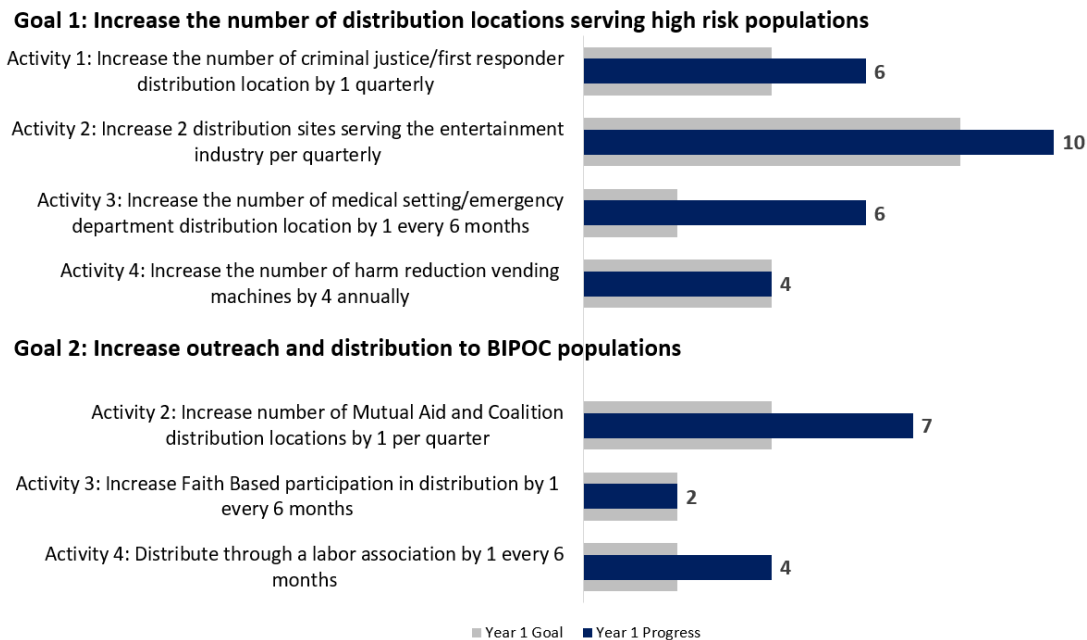 Goal 1: Increase the number of distribution locations serving high risk populations
Activity 1: Increase the number of criminal justice/first responder
distribution location by 1 quarterly
6
Activity 2: Increase 2 distribution sites serving the entertainment
industry per quarterly
10
Activity 3: Increase the number of medical setting/emergency
department distribution location by 1 every 6 months
6
Activity 4: Increase the number of harm reduction vending
machines by 4 annually
4
Goal 2: Increase outreach and distribution to BIPOC populations
Activity 2: Increase number of Mutual Aid and Coalition
distribution locations by 1 per quarter
7
Activity 3: Increase Faith Based participation in distribution by 1
every 6 months
2
Activity 4: Distribute through a labor association by 1 every 6
months
4
Year 1 Goal
Year 1 Progress